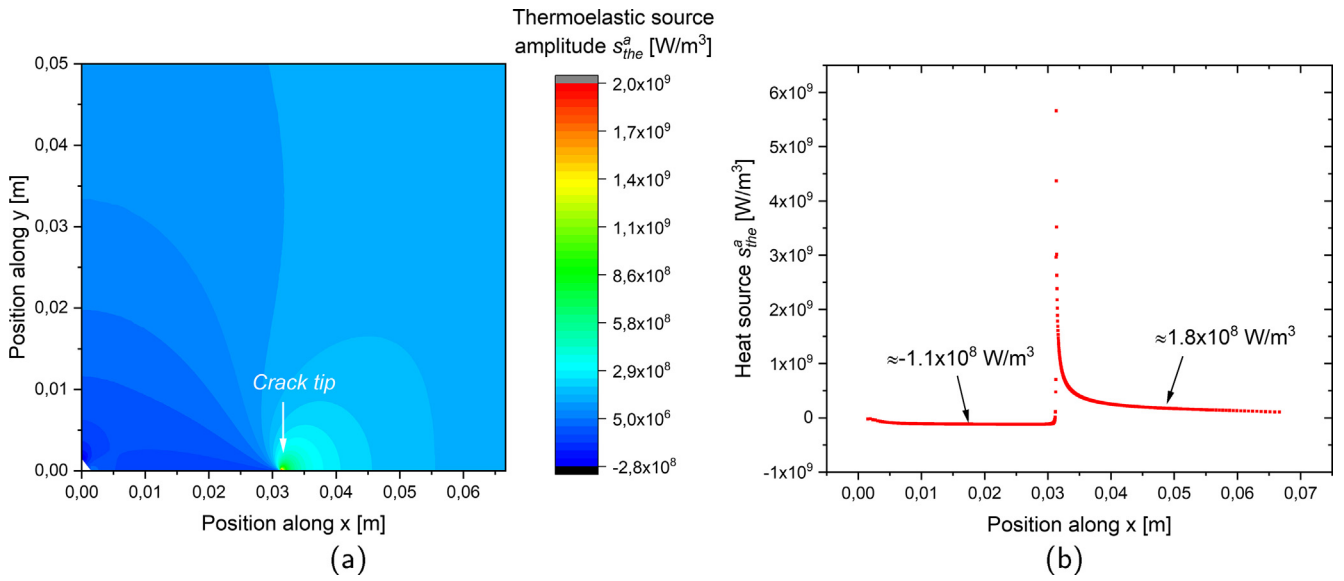 Thermoelastic source
amplitude s^a_the [W/m³]
0,05
0,04
0,03
0,02
0,01
0,00
Position along y [m]
Crack tip
0,00 0,01 0,02 0,03 0,04 0,05 0,06
Position along x [m]
(a)
2,0x10⁹
1,7x10⁹
1,4x10⁹
1,1x10⁹
8,6x10⁸
5,8x10⁸
2,9x10⁸
5,0x10⁶
-2,8x10⁸
Heat source s^a_the [W/m³]
6x10⁹
5x10⁹
4x10⁹
3x10⁹
2x10⁹
1x10⁹
0
-1x10⁹
≈-1.1x10⁸ W/m³
≈1.8x10⁸ W/m³
0,00 0,01 0,02 0,03 0,04 0,05 0,06 0,07
Position along x [m]
(b)